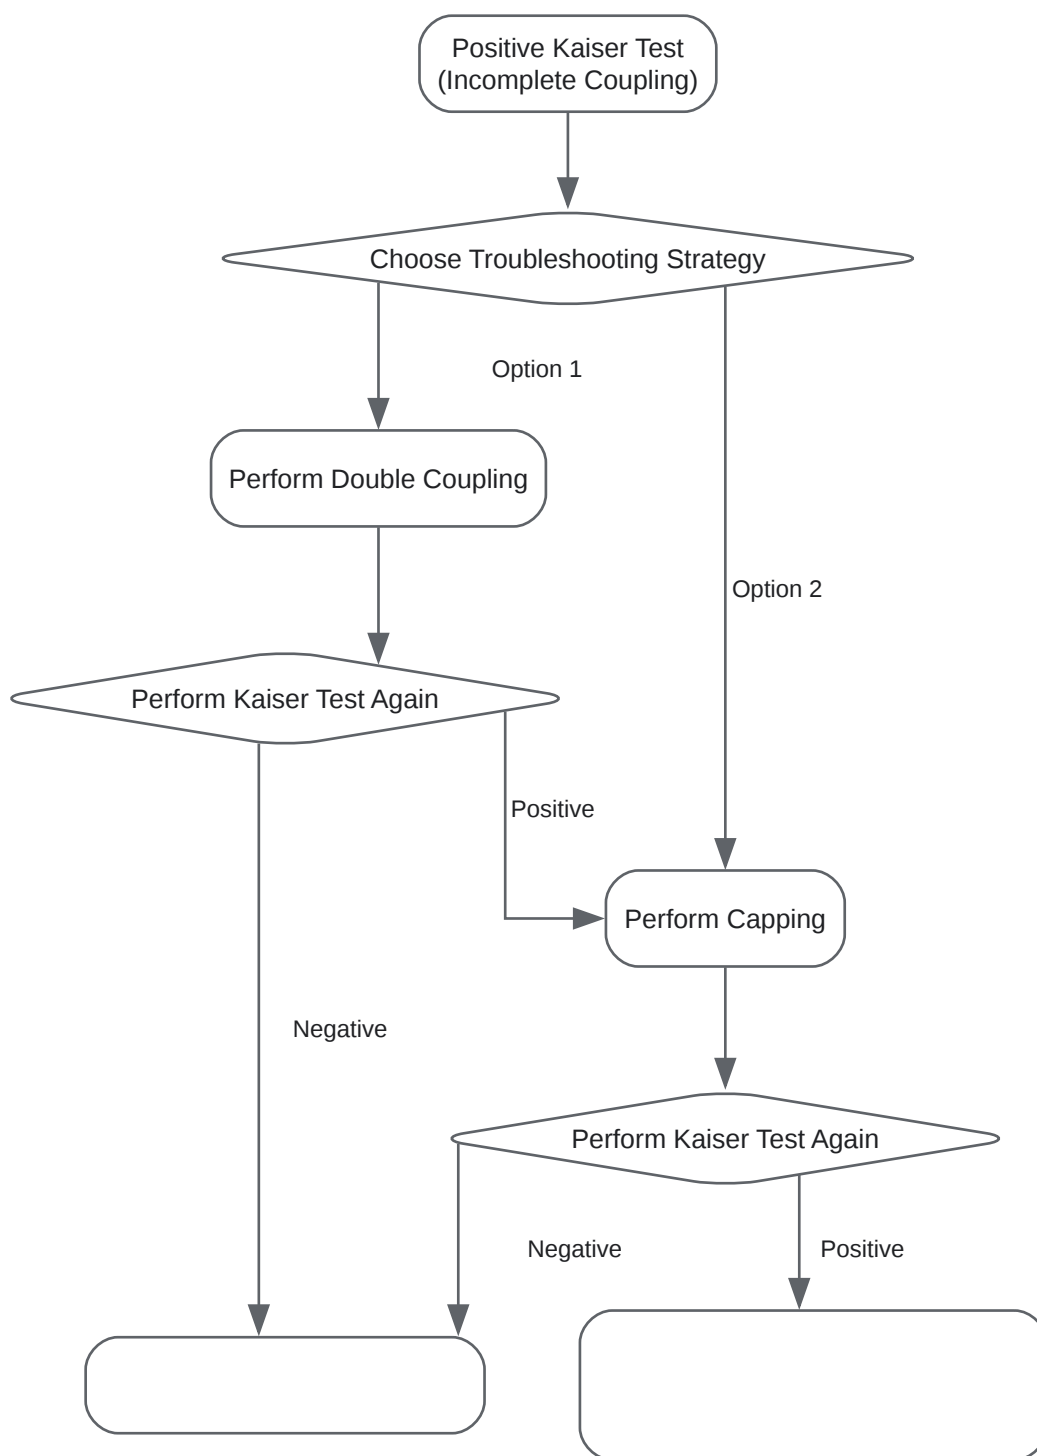 Positive Kaiser Test
(Incomplete Coupling)
Choose Troubleshooting Strategy
Option 1
Perform Double Coupling
Option 2
Perform Kaiser Test Again
Positive
Perform Capping
Negative
Perform Kaiser Test Again
Negative
Positive